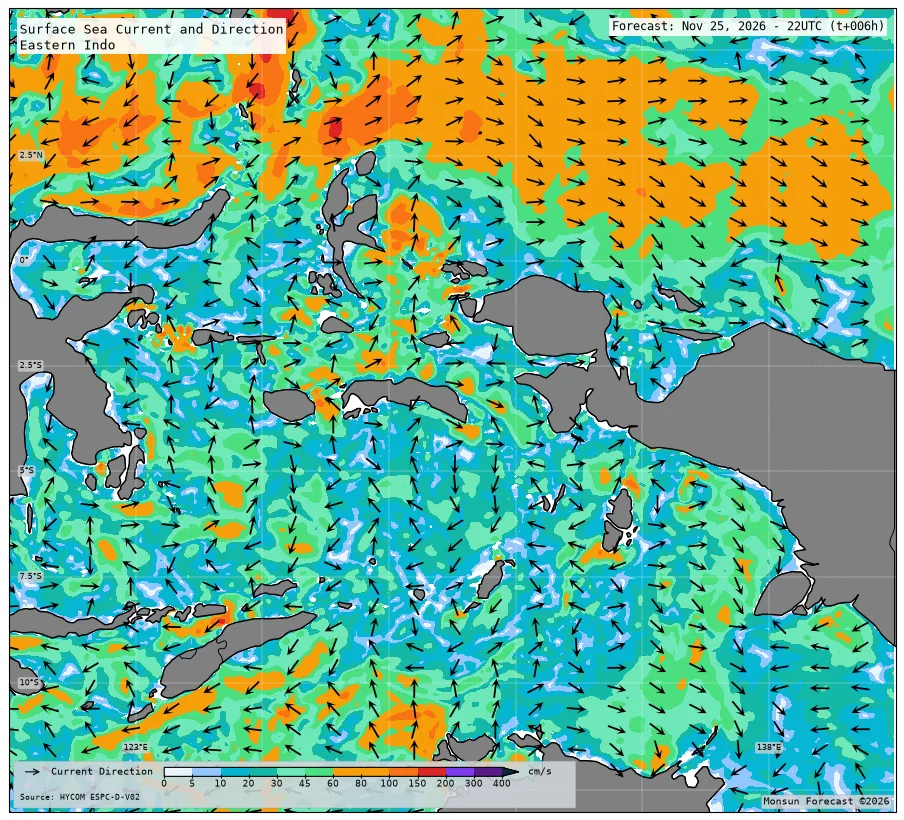 Surface Sea Current and Direction
Eastern Indo
Forecast: Nov 25, 2026 - 22UTC (t+006h)
2.5°N
0°
2.5°S
5°S
7.5°S
10°S
123°E
138°E
Current Direction
0 5 10 20 30 45 60 80 100 150 200 300 400
cm/s
Source: HYCOM ESPC-D-V02
Monsun Forecast ©2026